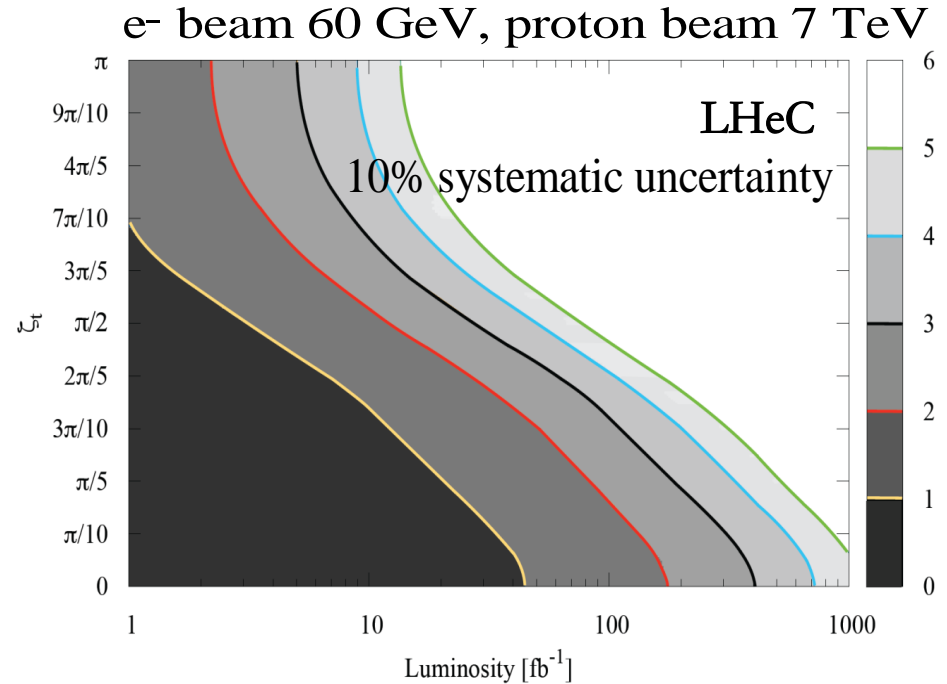 e- beam 60 GeV, proton beam 7 TeV
LHeC
10% systematic uncertainty
π
9π/10
4π/5
7π/10
3π/5
π/2
2π/5
3π/10
π/5
π/10
0
ζt
1 10 100 1000
Luminosity [fb-1]
6
5
4
3
2
1
0